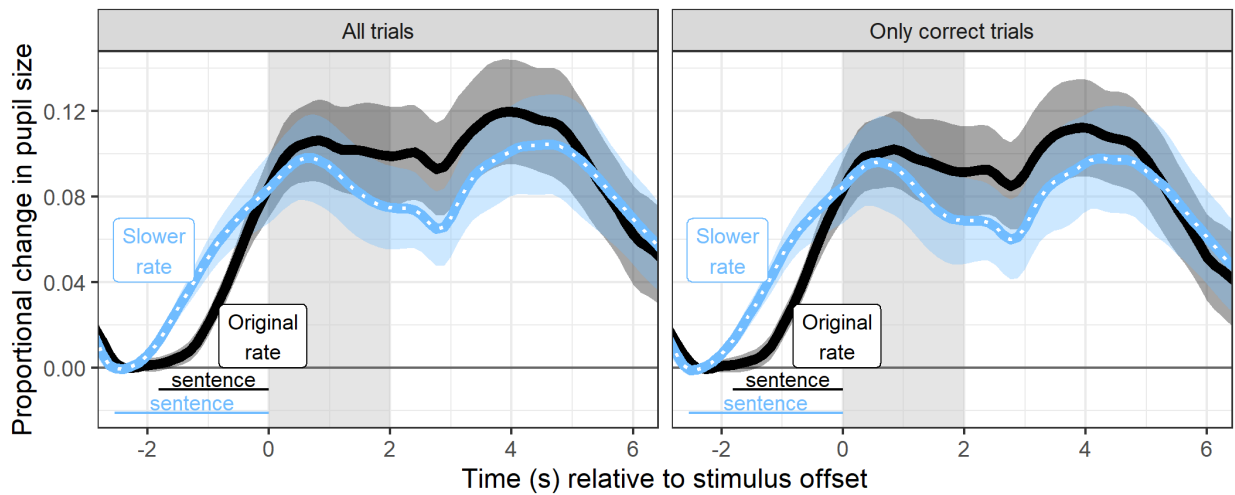 All trials
Only correct trials
Proportional change in pupil size
0.12
0.08
0.04
0.00
Slower
rate
Original
rate
sentence
sentence
Slower
rate
Original
rate
sentence
sentence
-2
0
2
4
6
-2
0
2
4
6
Time (s) relative to stimulus offset